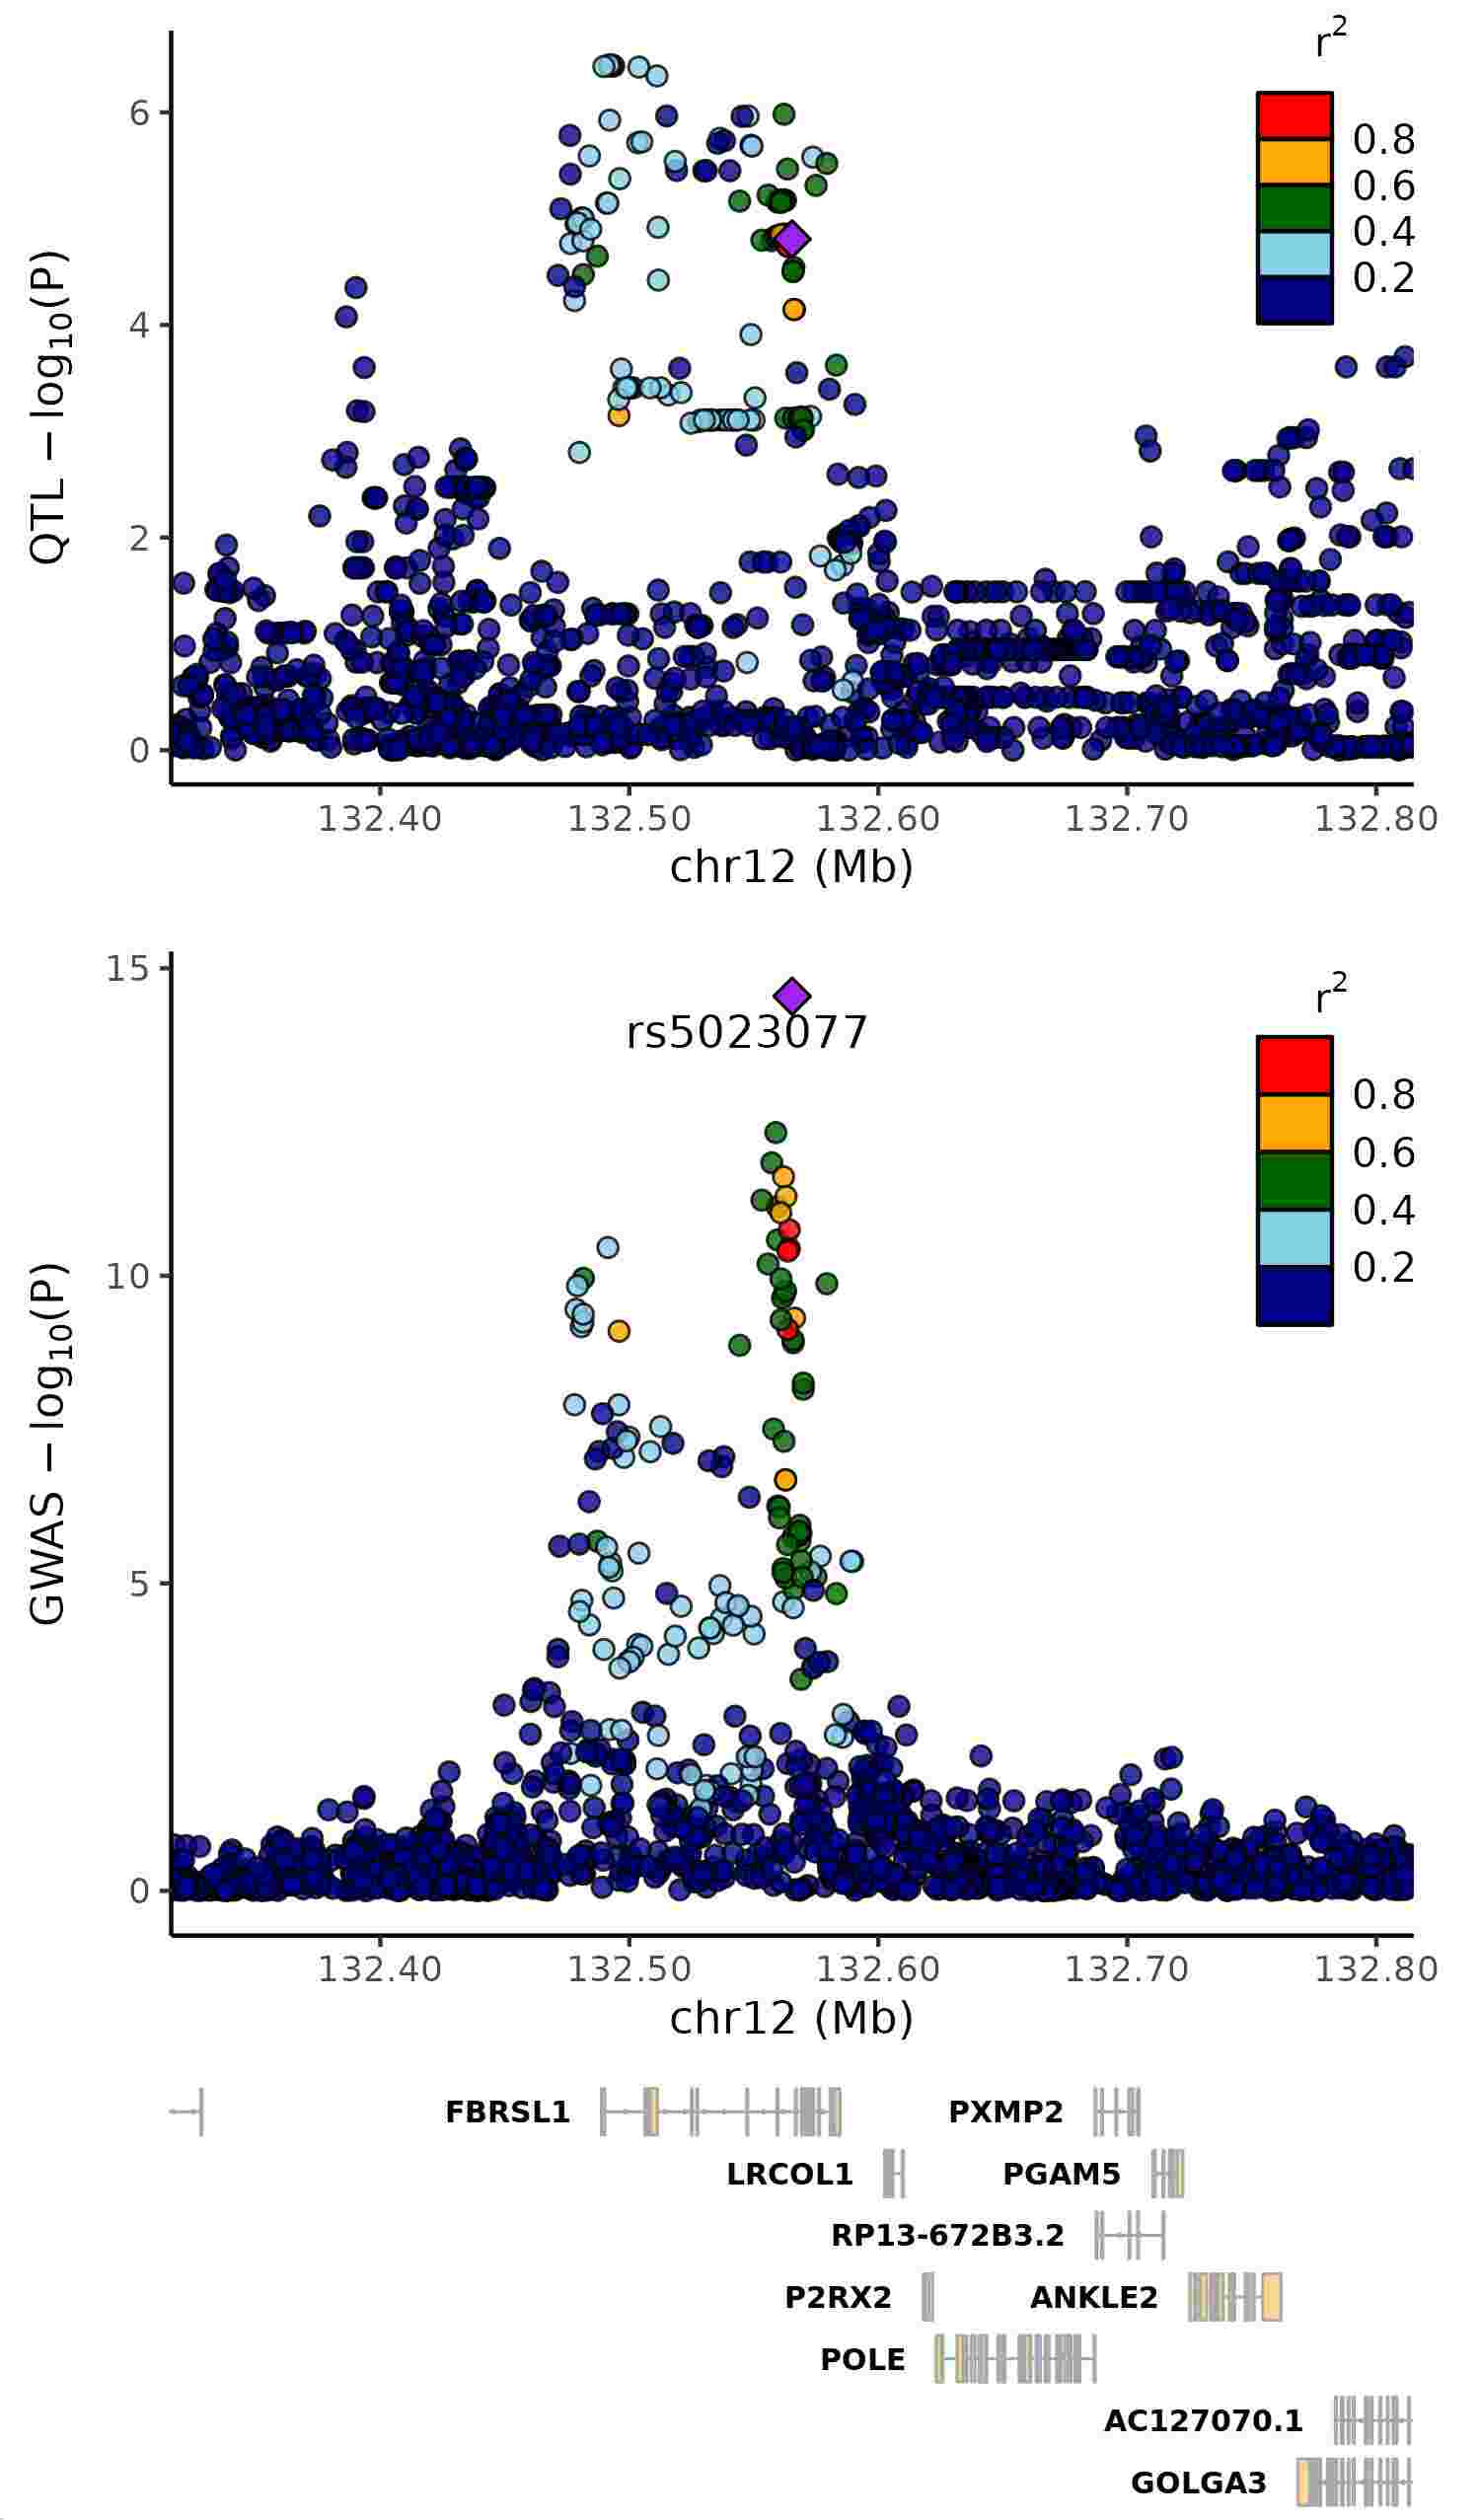 r²
0.8
0.6
0.4
0.2
6
4
2
0
QTL −log₁₀(P)
132.40 132.50 132.60 132.70 132.80
chr12 (Mb)
15
10
5
0
rs5023077
r²
0.8
0.6
0.4
0.2
GWAS −log₁₀(P)
132.40 132.50 132.60 132.70 132.80
chr12 (Mb)
FBRSL1 PXMP2
LRCOL1 PGAM5
RP13-672B3.2
P2RX2 ANKLE2
POLE
AC127070.1
GOLGA3